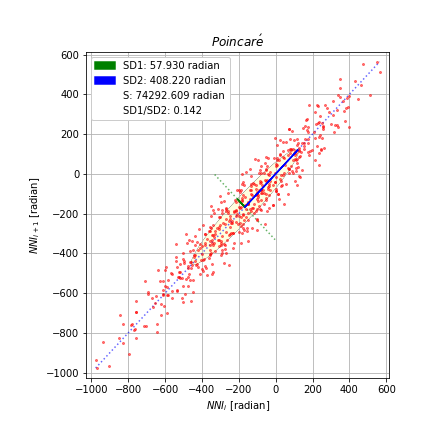 Poincaré
SD1: 57.930 radian
SD2: 408.220 radian
S: 74292.609 radian
SD1/SD2: 0.142
600
400
200
0
−200
−400
−600
−800
−1000
NNI_{i+1} [radian]
−1000 −800 −600 −400 −200 0 200 400 600
NNI_i [radian]